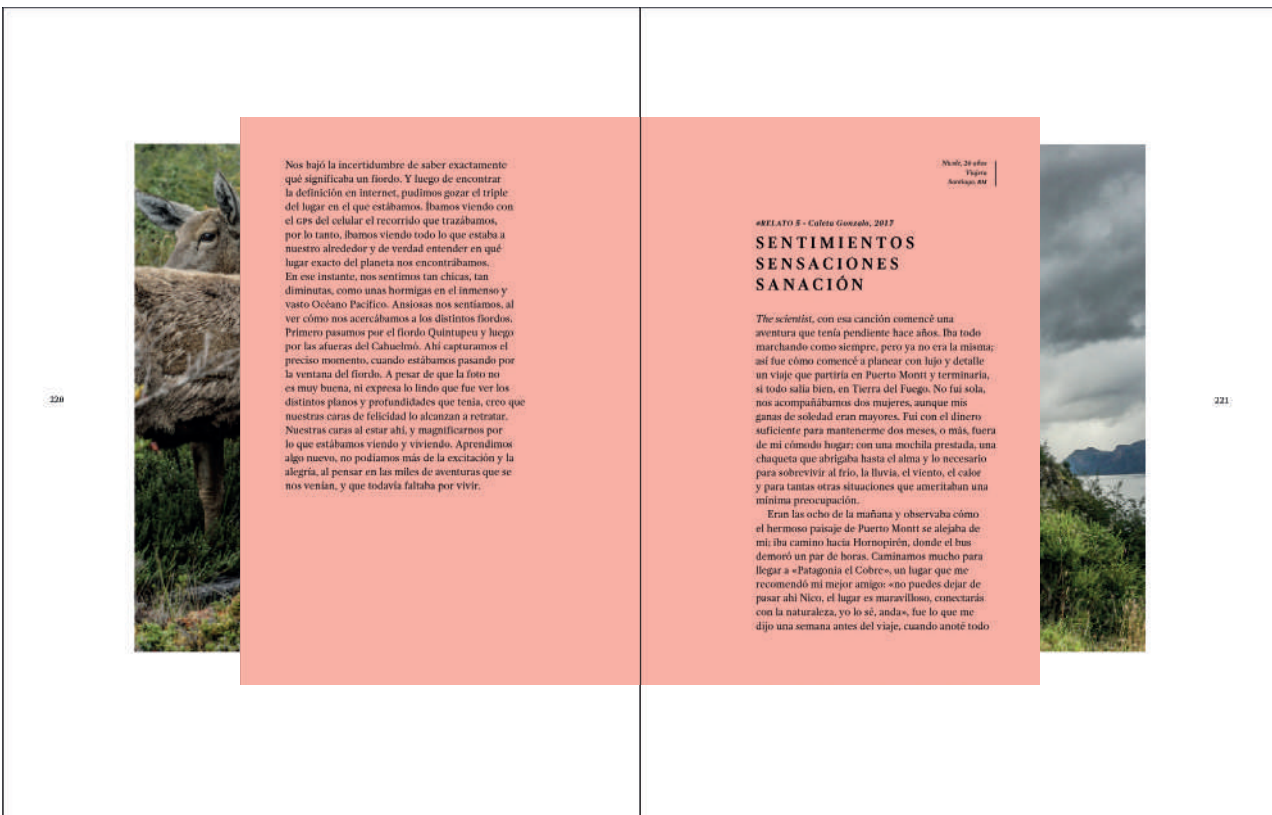 Nos bajó la incertidumbre de saber exactamente
qué significaba un fiordo. Y luego de encontrar
la definición en internet, pudimos gozar el triple
del lugar en el que estábamos. Íbamos viendo con
el GPS del celular el recorrido que trazábamos,
por lo tanto, íbamos viendo todo lo que estaba a
nuestro alrededor y de verdad entender en qué
lugar exacto del planeta nos encontrábamos.
En ese instante, nos sentimos tan chicas, tan
diminutas, como unas hormigas en el inmenso y
vasto Océano Pacífico. Ansiosas nos sentíamos, al
ver cómo nos acercábamos a los distintos fiordos.
Primero pasamos por el fiordo Quintupeu y luego
por las afueras del Cahuelmó. Ahí capturamos el
preciso momento, cuando estábamos pasando por
la ventana del fiordo. A pesar de que la foto no
es muy buena, ni expresa lo lindo que fue ver los
distintos planos y profundidades que tenía, creo que
nuestras caras de felicidad lo alcanzan a retratar.
Nuestras caras al estar ahí, y magnificarnos por
lo que estábamos viendo y viviendo. Aprendimos
algo nuevo, no podíamos más de la excitación y la
alegría, al pensar en las miles de aventuras que se
nos venían, y que todavía faltaba por vivir.
220
Nicole, 26 años
Viajera
Santiago, RM
#RELATO 5 - Caleta Gonzalo, 2017
SENTIMIENTOS
SENSACIONES
SANACIÓN
The scientist, con esa canción comencé una
aventura que tenía pendiente hace años. Iba todo
marchando como siempre, pero ya no era la misma;
así fue cómo comencé a planear con lujo y detalle
un viaje que partiría en Puerto Montt y terminaría,
si todo salía bien, en Tierra del Fuego. No fui sola,
nos acompañábamos dos mujeres, aunque mis
ganas de soledad eran mayores. Fui con el dinero
suficiente para mantenerme dos meses, o más, fuera
de mi cómodo hogar; con una mochila prestada, una
chaqueta que abrigaba hasta el alma y lo necesario
para sobrevivir al frío, la lluvia, el viento, el calor
y para tantas otras situaciones que ameritaban una
mínima preocupación.
Eran las ocho de la mañana y observaba cómo
el hermoso paisaje de Puerto Montt se alejaba de
mí; iba camino hacia Hornopirén, donde el bus
demoró un par de horas. Caminamos mucho para
llegar a «Patagonia el Cobre», un lugar que me
recomendó mi mejor amigo: «no puedes dejar de
pasar ahí Nico, el lugar es maravilloso, conectarás
con la naturaleza, yo lo sé, anda», fue lo que me
dijo una semana antes del viaje, cuando anoté todo
221